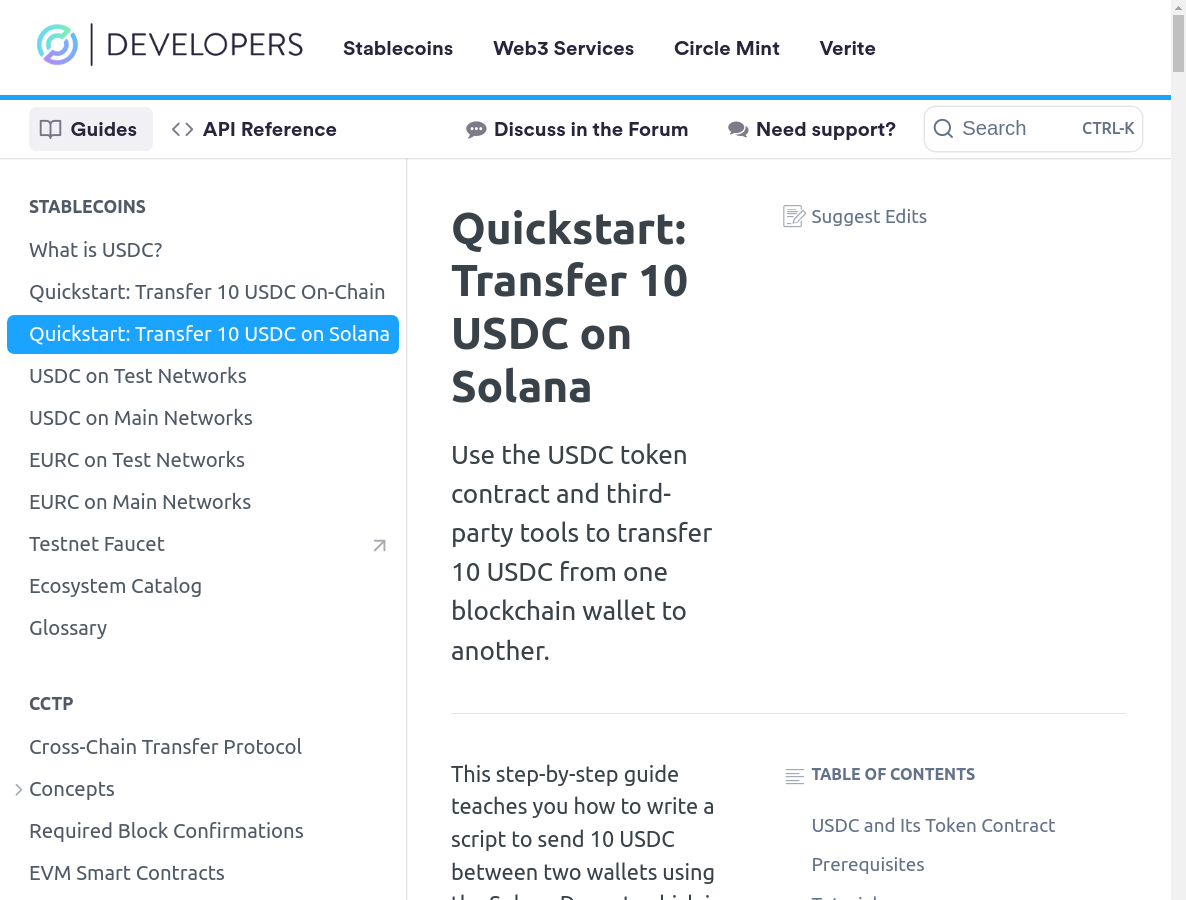 DEVELOPERS
Stablecoins
Web3 Services
Circle Mint
Verite
Guides
API Reference
Discuss in the Forum
Need support?
Search
CTRL-K
STABLECOINS
What is USDC?
Quickstart: Transfer 10 USDC On-Chain
Quickstart: Transfer 10 USDC on Solana
USDC on Test Networks
USDC on Main Networks
EURC on Test Networks
EURC on Main Networks
Testnet Faucet
Ecosystem Catalog
Glossary
CCTP
Cross-Chain Transfer Protocol
Concepts
Required Block Confirmations
EVM Smart Contracts
Quickstart:
Transfer 10
USDC on
Solana
Suggest Edits
Use the USDC token
contract and third-
party tools to transfer
10 USDC from one
blockchain wallet to
another.
This step-by-step guide
teaches you how to write a
script to send 10 USDC
between two wallets using
TABLE OF CONTENTS
USDC and Its Token Contract
Prerequisites